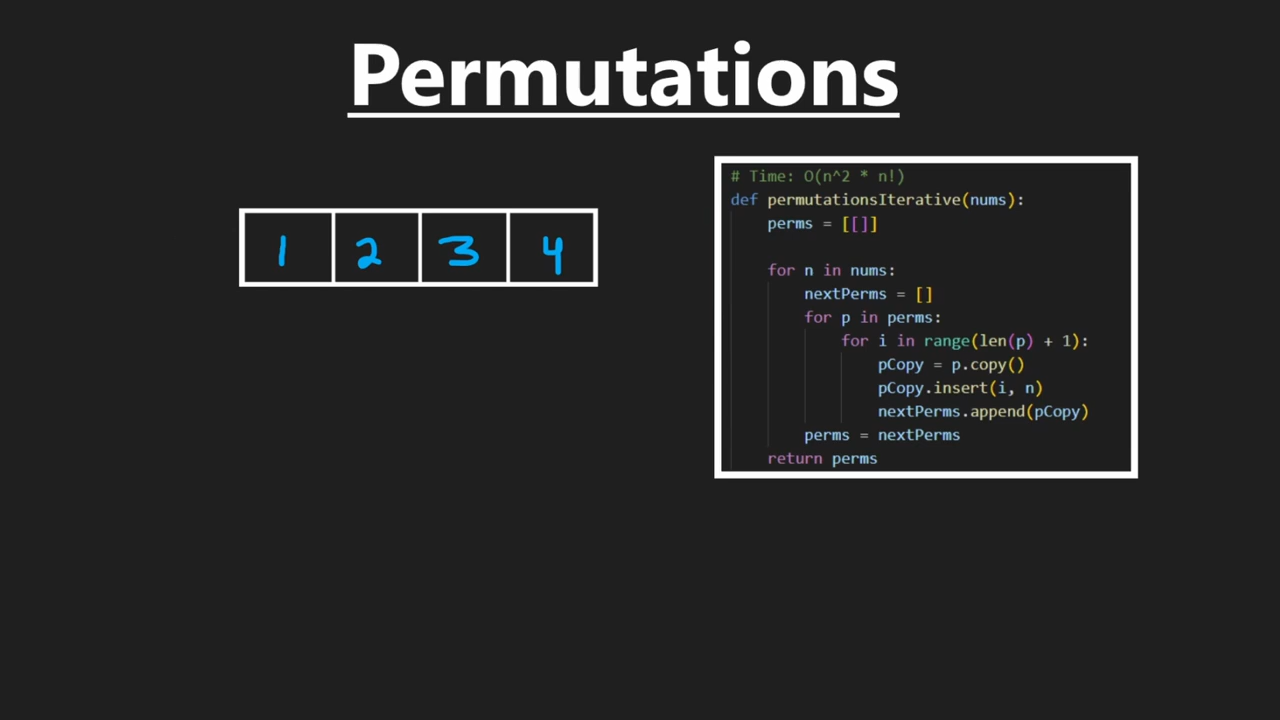 Permutations
1 2 3 4
# Time: O(n^2 * n!)
def permutationsIterative(nums):
    perms = [[]]

    for n in nums:
        nextPerms = []
        for p in perms:
            for i in range(len(p) + 1):
                pCopy = p.copy()
                pCopy.insert(i, n)
                nextPerms.append(pCopy)
        perms = nextPerms
    return perms